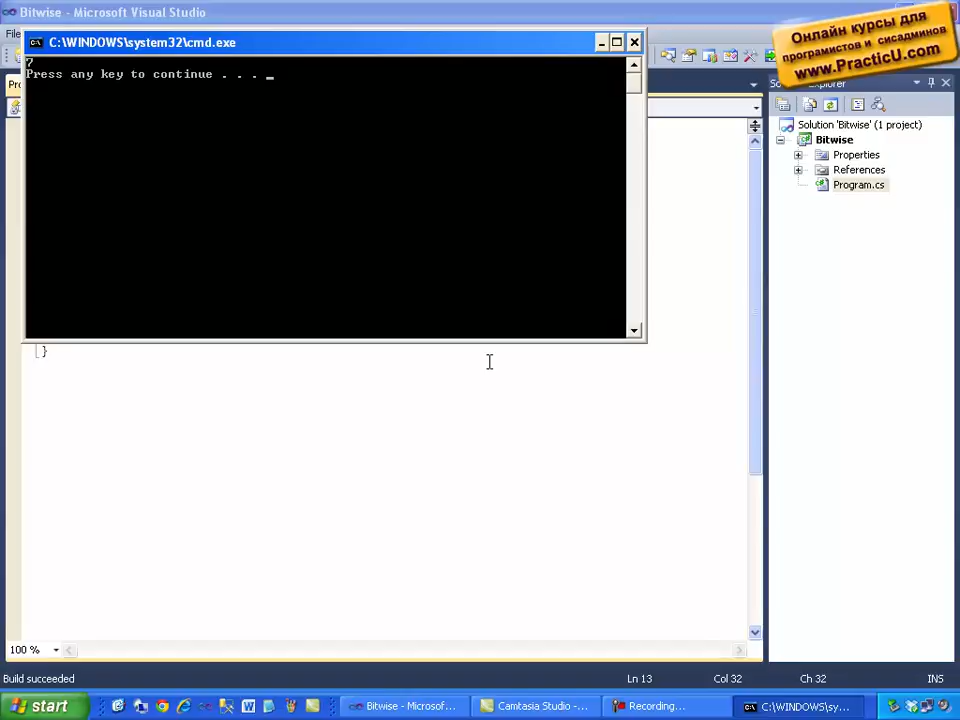 Bitwise - Microsoft Visual Studio
Онлайн курсы для
програмистов и сисадминов
www.PracticU.com
C:\WINDOWS\system32\cmd.exe
7
Press any key to continue . . . _
Explorer
Solution 'Bitwise' (1 project)
Bitwise
Properties
References
Program.cs
}
100 %
Build succeeded
Ln 13
Col 32
Ch 32
INS
start
W
Bitwise - Microsof...
Camtasia Studio -...
Recording...
C:\WINDOWS\sy...